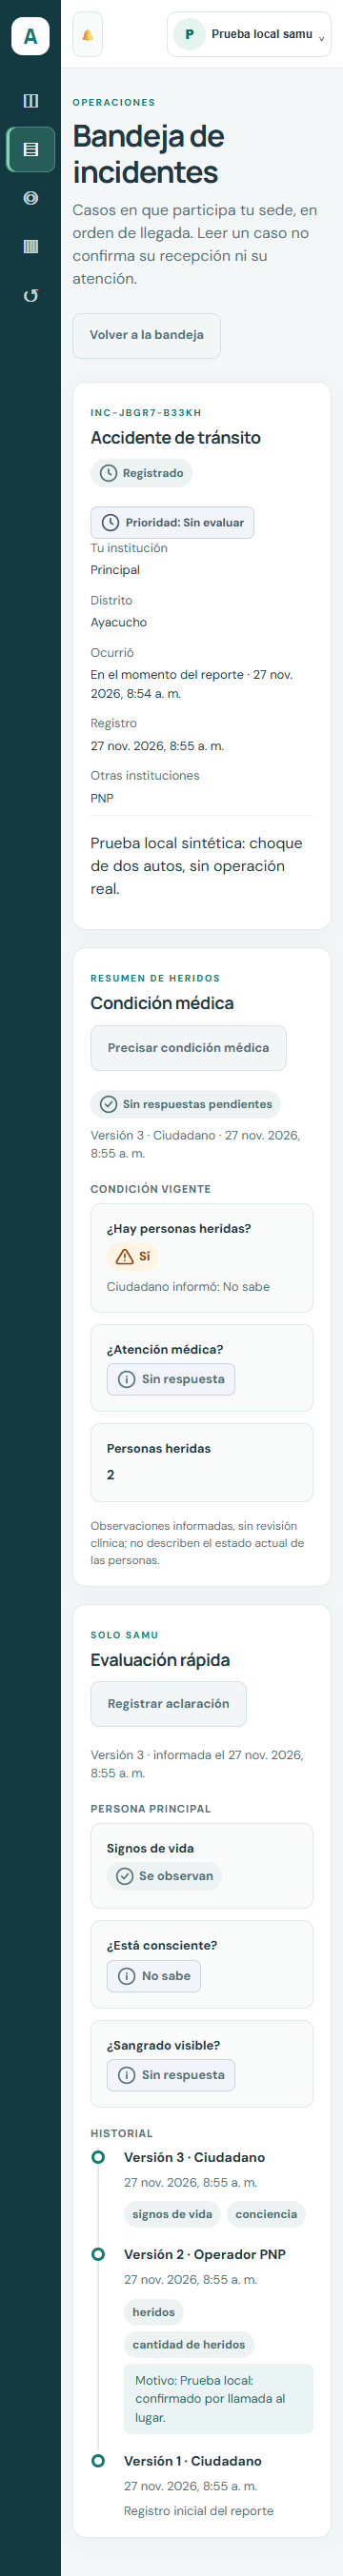 A
P Prueba local samu
OPERACIONES
Bandeja de
incidentes
Casos en que participa tu sede, en
orden de llegada. Leer un caso no
confirma su recepción ni su
atención.
Volver a la bandeja
INC-JBGR7-B33KH
Accidente de tránsito
Registrado
Prioridad: Sin evaluar
Tu institución
Principal
Distrito
Ayacucho
Ocurrió
En el momento del reporte · 27 nov.
2026, 8:54 a. m.
Registro
27 nov. 2026, 8:55 a. m.
Otras instituciones
PNP
Prueba local sintética: choque
de dos autos, sin operación
real.
RESUMEN DE HERIDOS
Condición médica
Precisar condición médica
Sin respuestas pendientes
Versión 3 · Ciudadano · 27 nov. 2026,
8:55 a. m.
CONDICIÓN VIGENTE
¿Hay personas heridas?
Sí
Ciudadano informó: No sabe
¿Atención médica?
Sin respuesta
Personas heridas
2
Observaciones informadas, sin revisión
clínica; no describen el estado actual de
las personas.
SOLO SAMU
Evaluación rápida
Registrar aclaración
Versión 3 · informada el 27 nov. 2026,
8:55 a. m.
PERSONA PRINCIPAL
Signos de vida
Se observan
¿Está consciente?
No sabe
¿Sangrado visible?
Sin respuesta
HISTORIAL
Versión 3 · Ciudadano
27 nov. 2026, 8:55 a. m.
signos de vida conciencia
Versión 2 · Operador PNP
27 nov. 2026, 8:55 a. m.
heridos
cantidad de heridos
Motivo: Prueba local:
confirmado por llamada al
lugar.
Versión 1 · Ciudadano
27 nov. 2026, 8:55 a. m.
Registro inicial del reporte